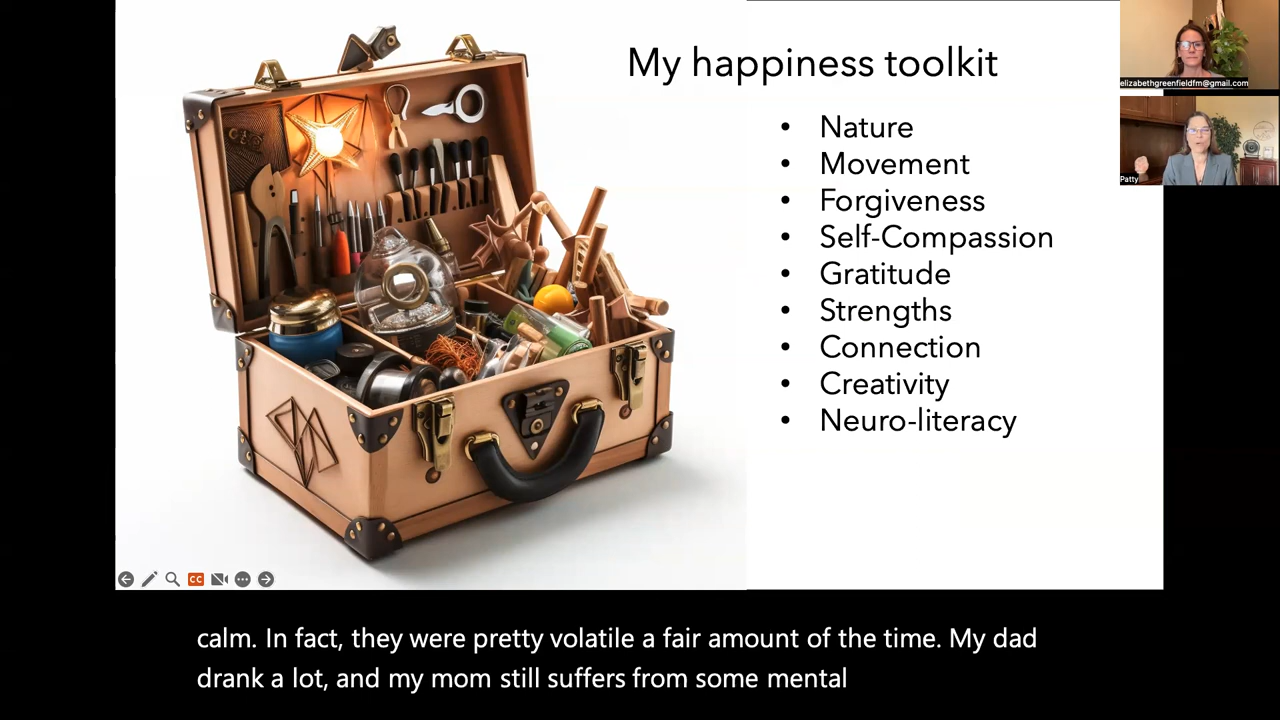 My happiness toolkit
• Nature
• Movement
• Forgiveness
• Self-Compassion
• Gratitude
• Strengths
• Connection
• Creativity
• Neuro-literacy
elizabethgreenfieldfm@gmail.com
Patty
CC
calm. In fact, they were pretty volatile a fair amount of the time. My dad
drank a lot, and my mom still suffers from some mental